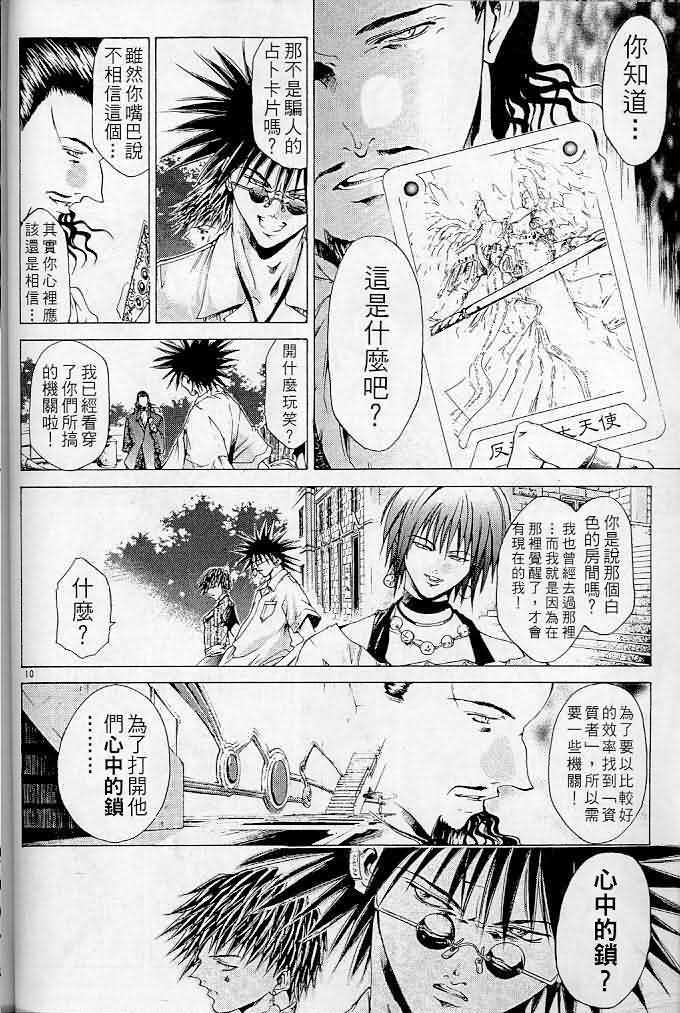 你知道…
這是什麼吧？
反
大天使
那不是騙人的
占卜卡片嗎？
雖然你嘴巴說
不相信這個…
其實你心裡應
該還是相信…
開什麼玩笑？
我已經看穿
了你們所搞
的機關啦！
你是說那個白
色的房間嗎？
我也曾經去過那裡
…而我就是因為在
那裡覺醒了，才會
有現在的我！
什麼？
10
為了要以比較好
的效率找到「資
質者」，所以需
要一些機關！
為了打開他
們心中的鎖
………
心中的鎖？